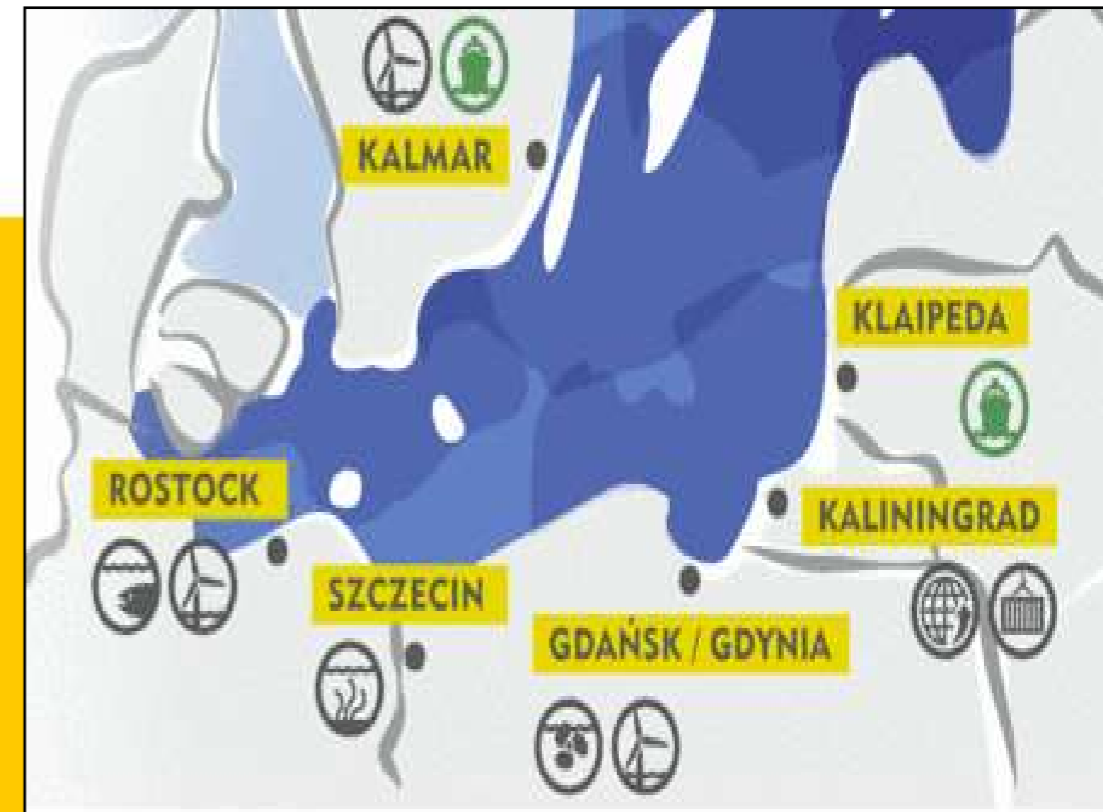 KALMAR
KLAIPEDA
ROSTOCK
KALININGRAD
SZCZECIN
GDAŃSK / GDYNIA